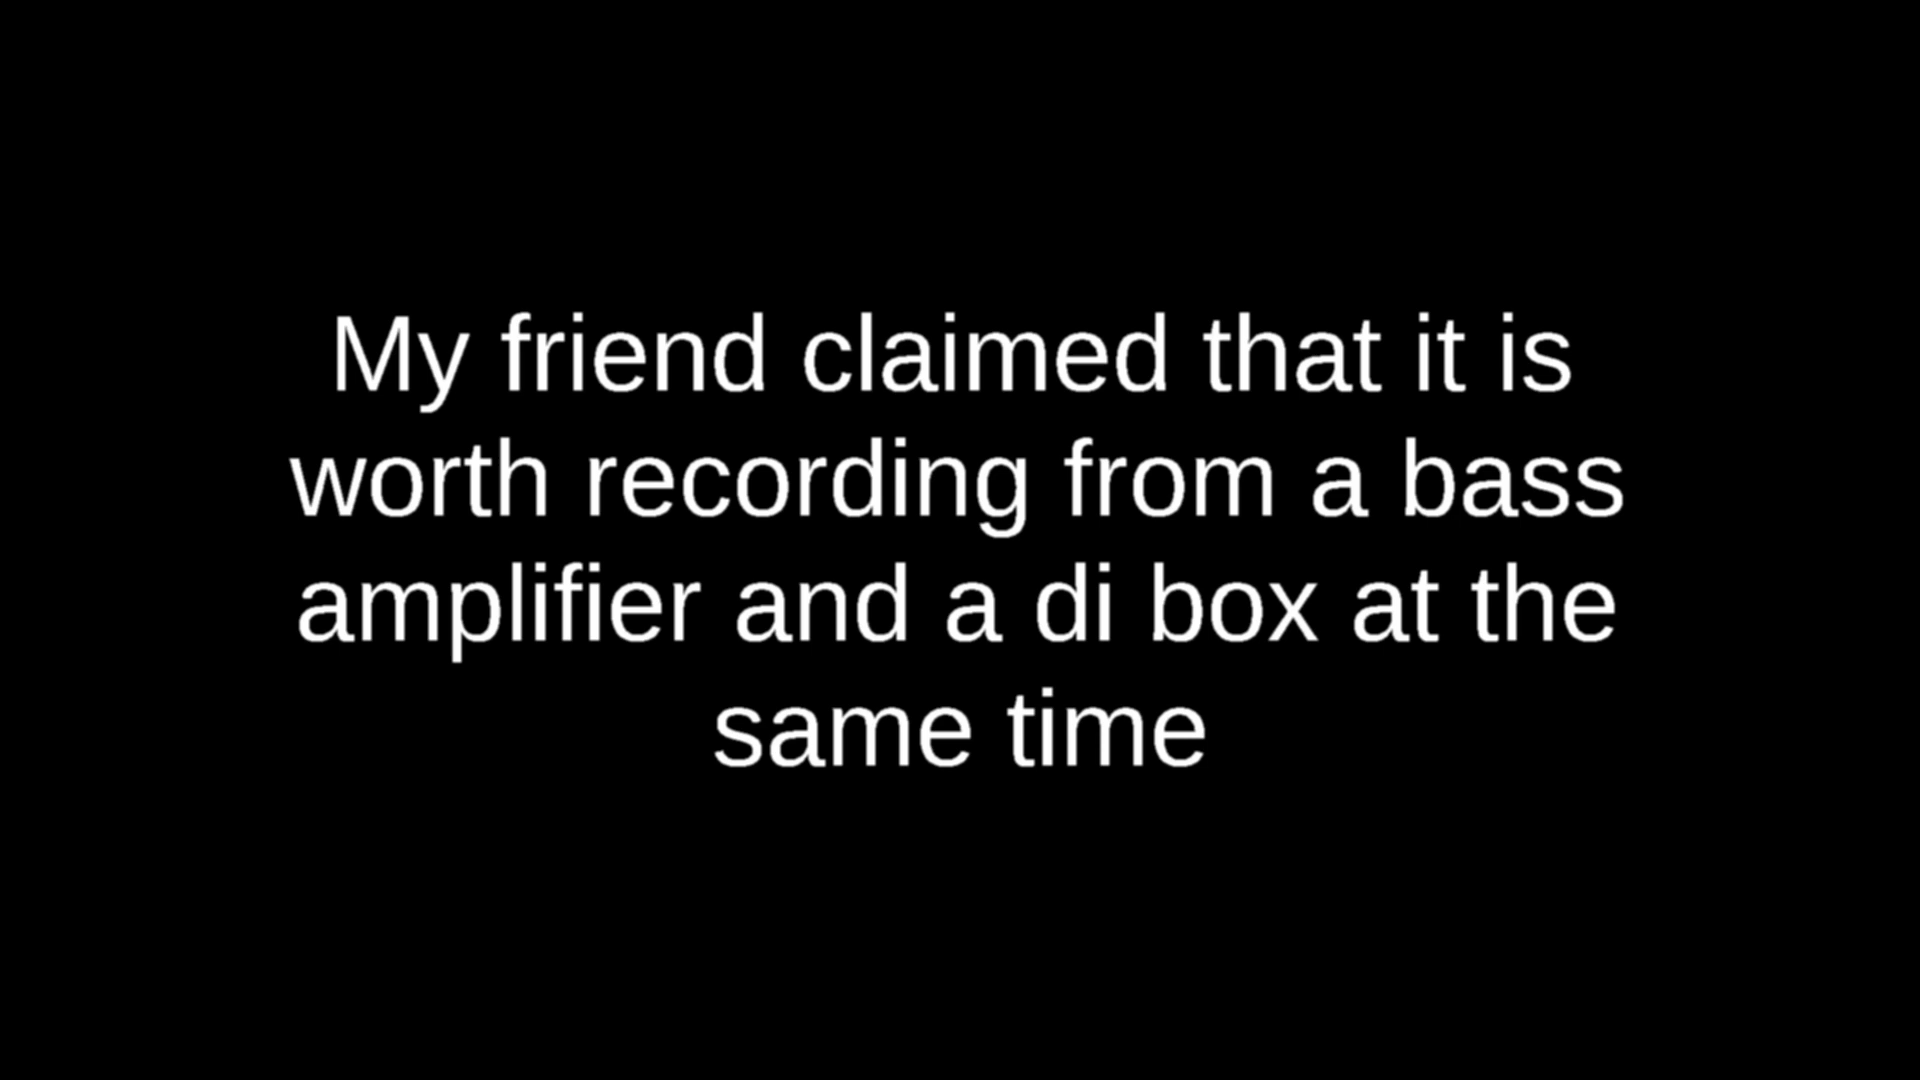 My friend claimed that it is
worth recording from a bass
amplifier and a di box at the
same time